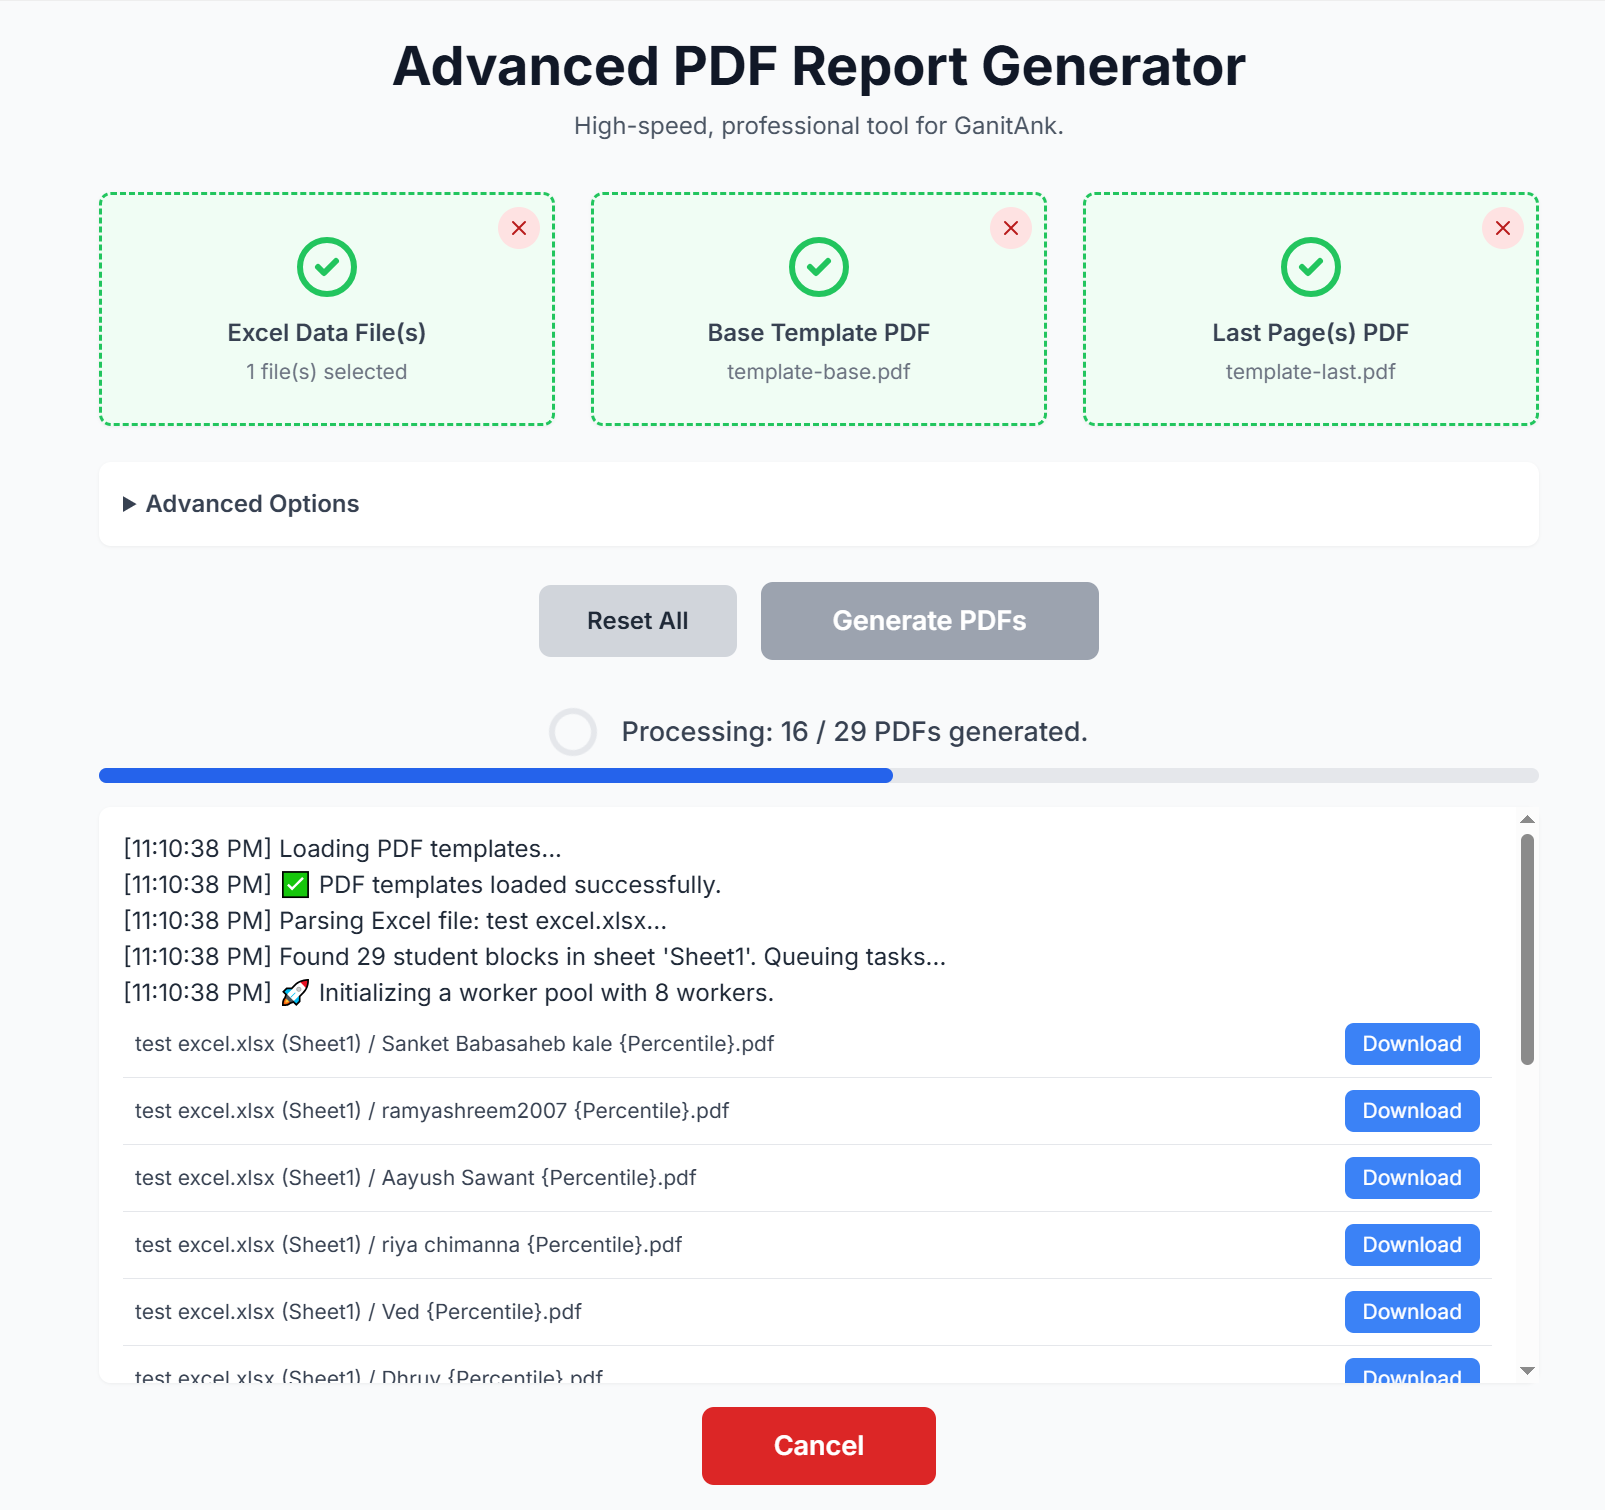 Advanced PDF Report Generator
High-speed, professional tool for GanitAnk.
Excel Data File(s)
1 file(s) selected
Base Template PDF
template-base.pdf
Last Page(s) PDF
template-last.pdf
Advanced Options
Reset All
Generate PDFs
Processing: 16 / 29 PDFs generated.
[11:10:38 PM] Loading PDF templates...
[11:10:38 PM] ✅ PDF templates loaded successfully.
[11:10:38 PM] Parsing Excel file: test excel.xlsx...
[11:10:38 PM] Found 29 student blocks in sheet 'Sheet1'. Queuing tasks...
[11:10:38 PM] 🚀 Initializing a worker pool with 8 workers.
test excel.xlsx (Sheet1) / Sanket Babasaheb kale {Percentile}.pdf Download
test excel.xlsx (Sheet1) / ramyashreem2007 {Percentile}.pdf Download
test excel.xlsx (Sheet1) / Aayush Sawant {Percentile}.pdf Download
test excel.xlsx (Sheet1) / riya chimanna {Percentile}.pdf Download
test excel.xlsx (Sheet1) / Ved {Percentile}.pdf Download
test excel.xlsx (Sheet1) / Dhruv {Percentile}.pdf Download
Cancel